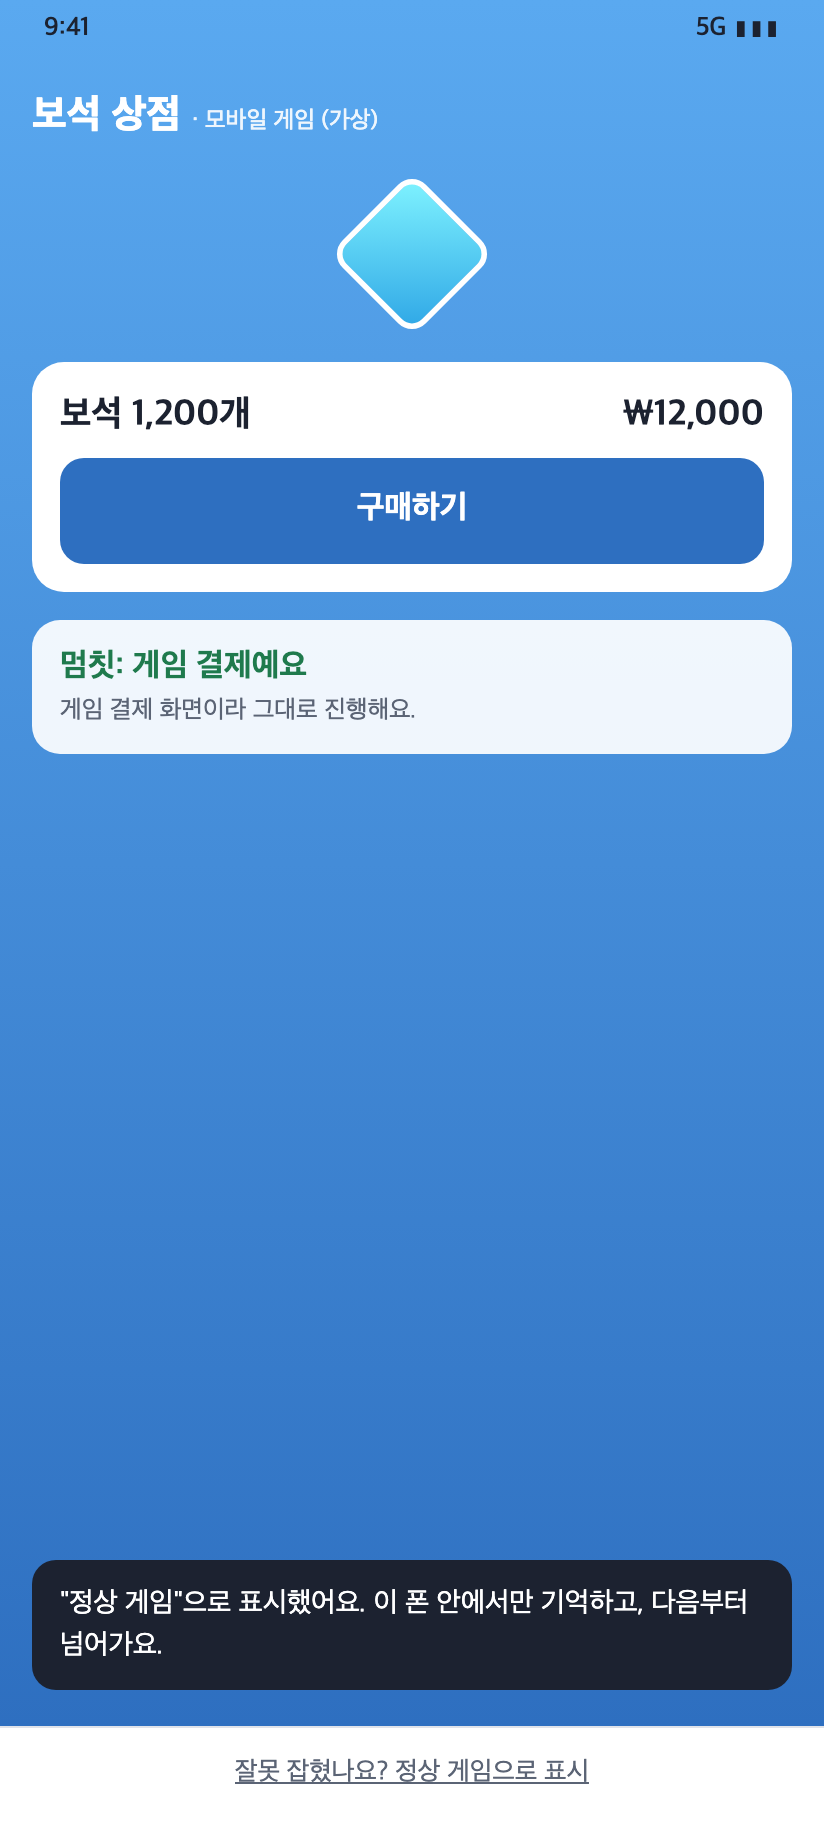 9:41 5G
보석 상점 · 모바일 게임 (가상)
보석 1,200개 ₩12,000
구매하기
멈칫: 게임 결제예요
게임 결제 화면이라 그대로 진행해요.
"정상 게임"으로 표시했어요. 이 폰 안에서만 기억하고, 다음부터
넘어가요.
잘못 잡혔나요? 정상 게임으로 표시